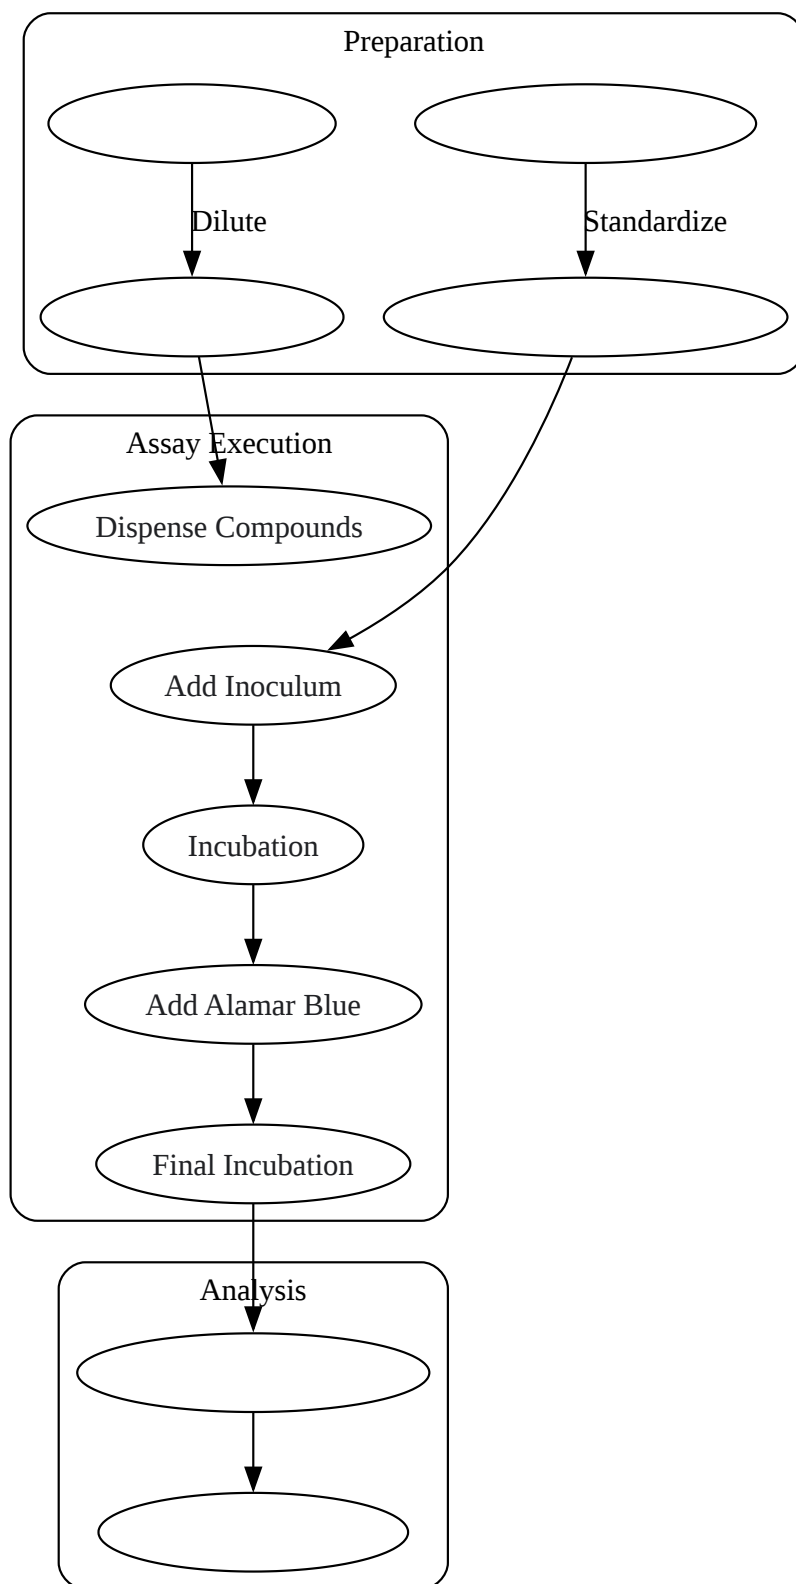 Preparation
Dilute
Standardize
Assay Execution
Dispense Compounds
Add Inoculum
Incubation
Add Alamar Blue
Final Incubation
Analysis